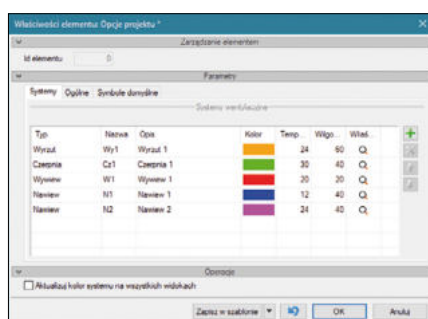 Właściwości elementu: Opcje projektu *
Zarządzanie elementem
Id elementu: 0
Parametry
Systemy Ogólne Symbole domyślne
Systemy wentylacyjne
Typ Nazwa Opis Kolor Temp... Wilgo... Właś...
Wyrzut Wy1 Wyrzut 1 24 60
Czerpnia Cz1 Czerpnia 1 30 40
Wywiew W1 Wywiew 1 20 20
Nawiew N1 Nawiew 1 12 40
Nawiew N2 Nawiew 2 24 40
Operacje
Aktualizuj kolor systemu na wszystkich widokach
Zapisz w szablonie OK Anuluj